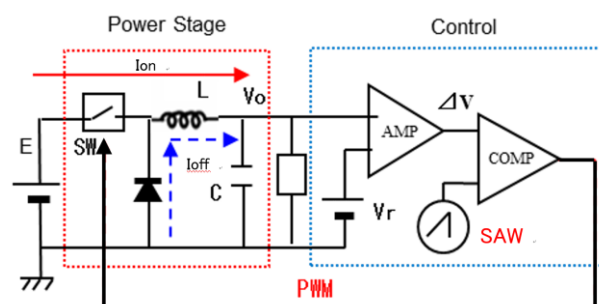 Power Stage
Control
Ion
L
Vo
ΔV
E
SW
AMP
COMP
Ioff
C
Vr
SAW
PWM